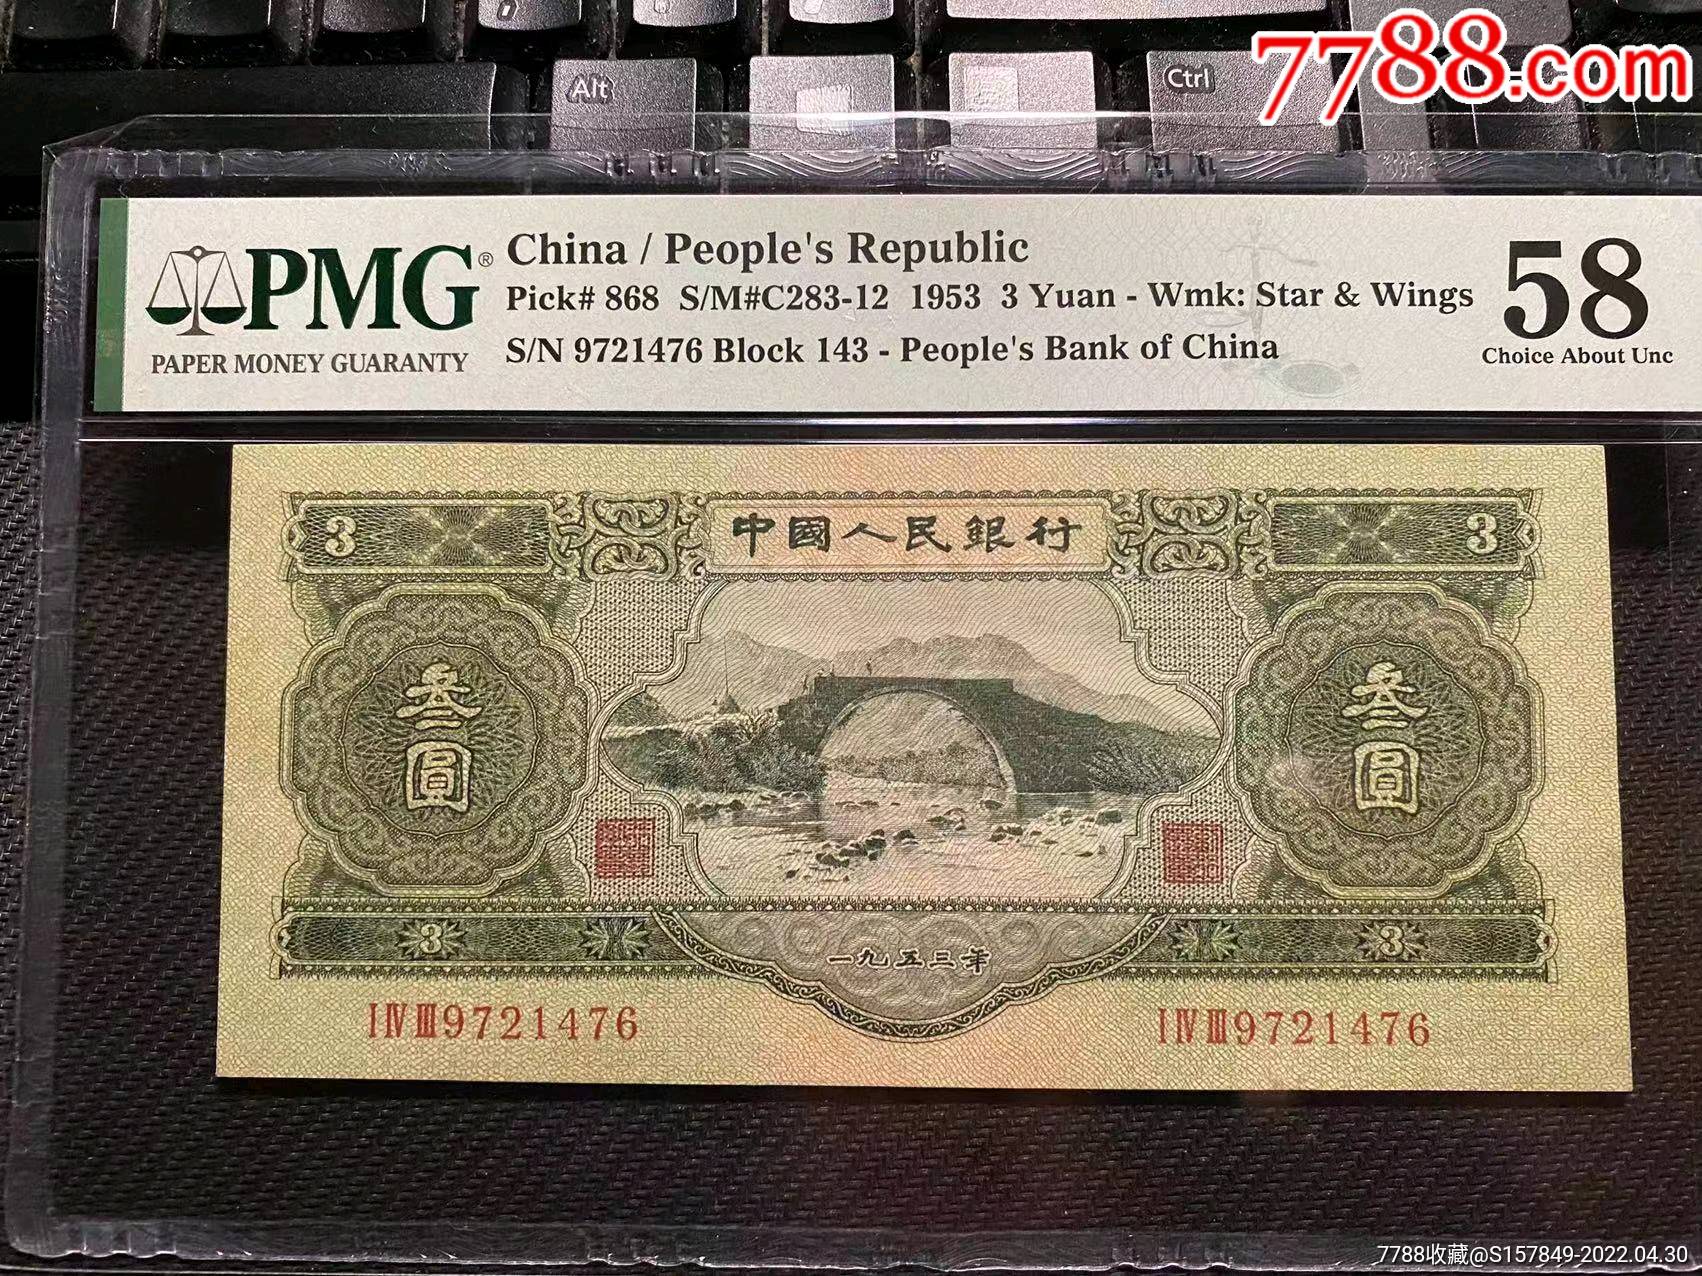 7788.com
Alt
Ctrl
PMG®
PAPER MONEY GUARANTY
China / People's Republic
Pick# 868 S/M#C283-12 1953 3 Yuan - Wmk: Star & Wings
S/N 9721476 Block 143 - People's Bank of China
58
Choice About Unc
3
中國人民銀行
3
叁圓
叁圓
3
3
一九五三年
ⅠⅣⅢ9721476
ⅠⅣⅢ9721476
7788收藏@S157849-2022.04.30